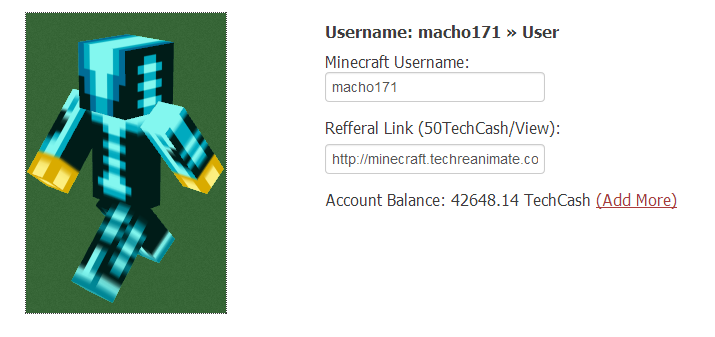 Username: macho171 » User
Minecraft Username:
macho171
Refferal Link (50TechCash/View):
http://minecraft.techreanimate.co
Account Balance: 42648.14 TechCash (Add More)